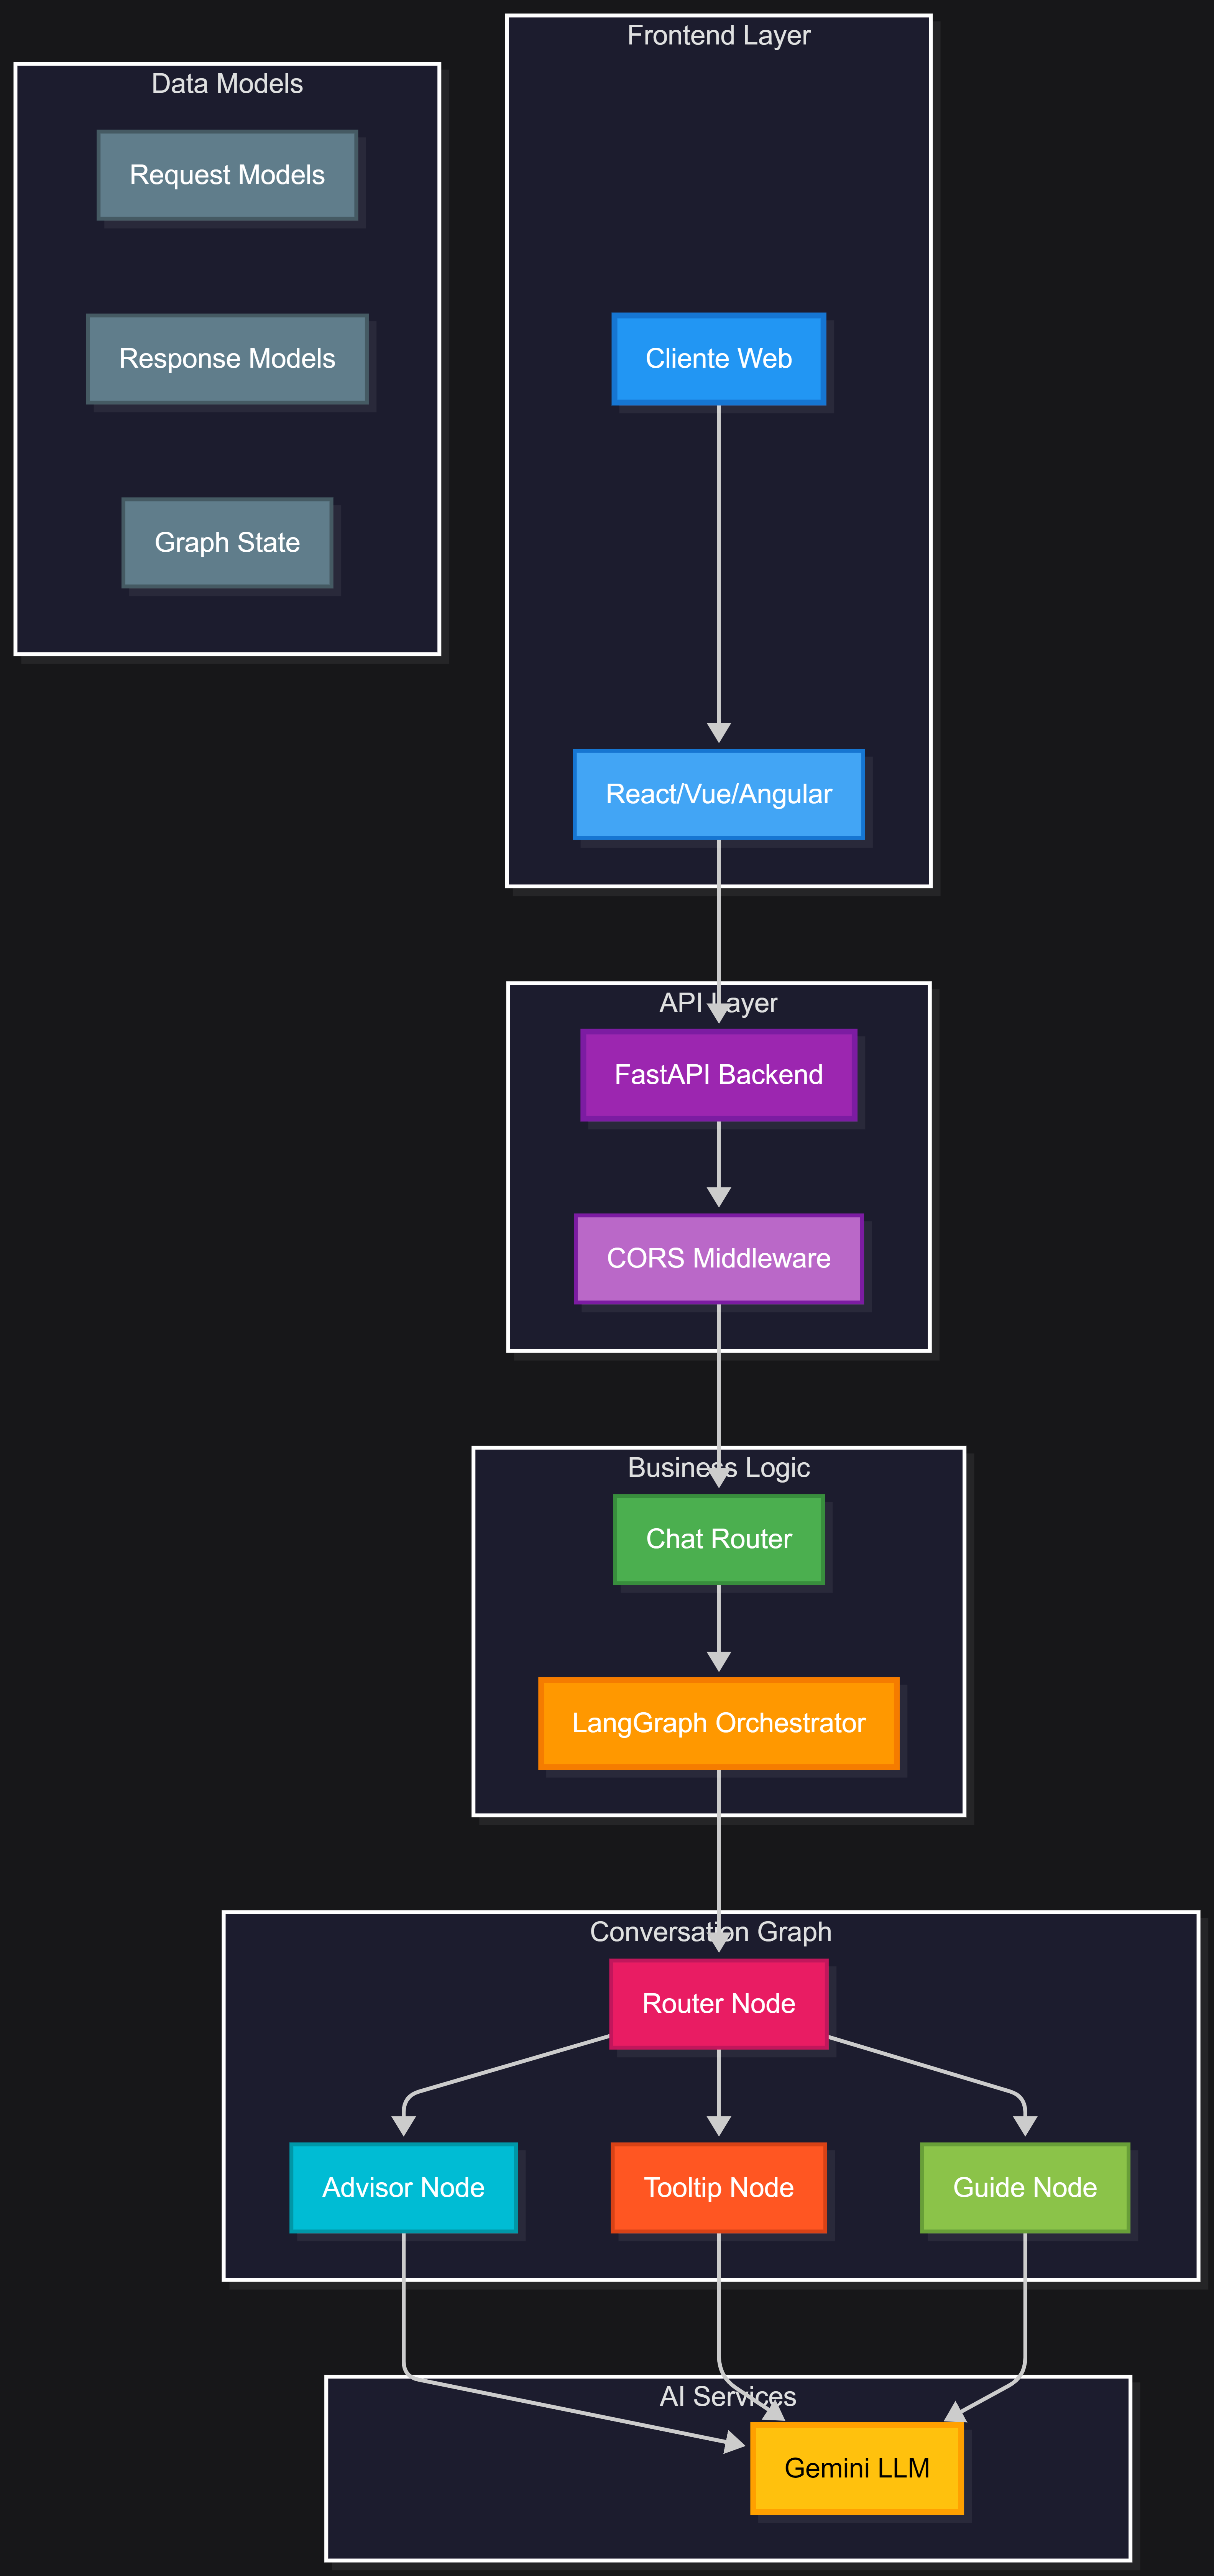 Data Models
Request Models
Response Models
Graph State
Frontend Layer
Cliente Web
React/Vue/Angular
API Layer
FastAPI Backend
CORS Middleware
Business Logic
Chat Router
LangGraph Orchestrator
Conversation Graph
Router Node
Advisor Node
Tooltip Node
Guide Node
AI Services
Gemini LLM